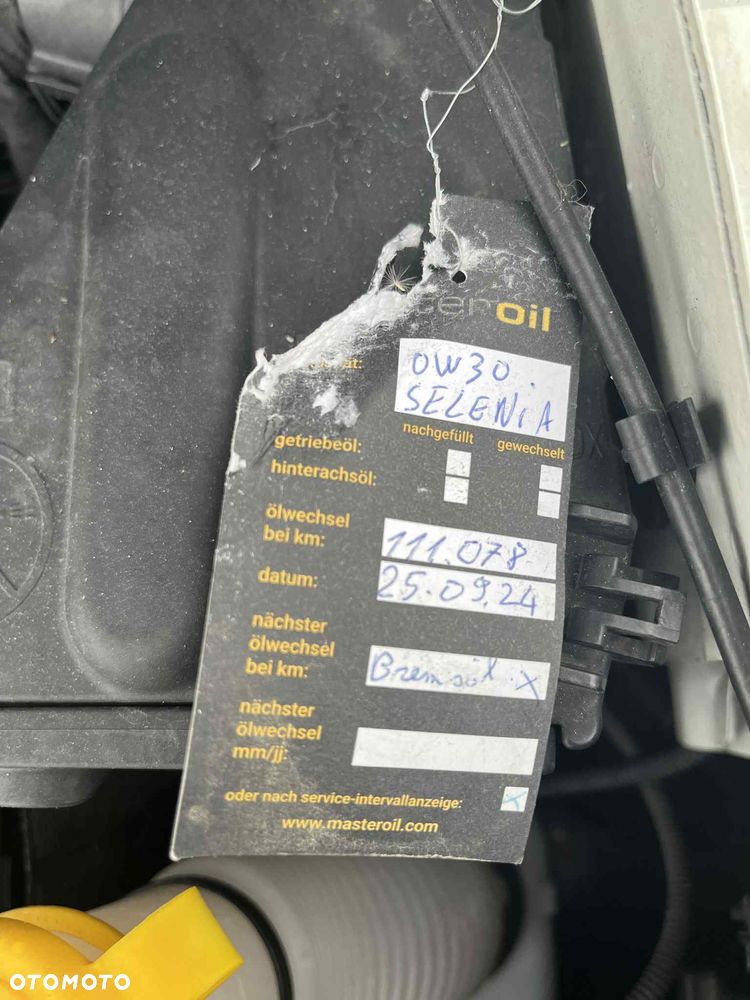 teroil
0W30
SELENiA
nachgefüllt gewechselt
getriebeöl:
hinterachsöl:
ölwechsel
bei km: 111.078
datum: 25.09.24
nächster
ölwechsel
bei km: Bremsöl X
nächster
ölwechsel
mm/jj:
oder nach service-intervallanzeige: X
www.masteroil.com
OTOMOTO